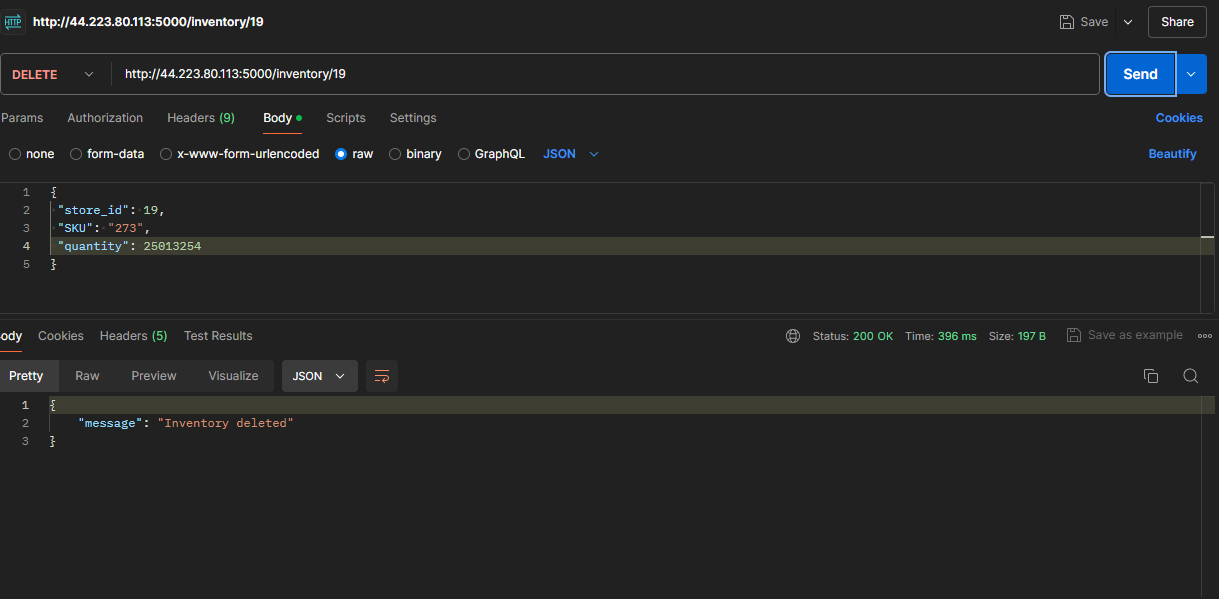 HTTP http://44.223.80.113:5000/inventory/19 Save Share
DELETE http://44.223.80.113:5000/inventory/19 Send
Params Authorization Headers (9) Body Scripts Settings Cookies
none form-data x-www-form-urlencoded raw binary GraphQL JSON Beautify
1 {
2 "store_id": 19,
3 "SKU": "273",
4 "quantity": 25013254
5 }
ody Cookies Headers (5) Test Results Status: 200 OK Time: 396 ms Size: 197 B Save as example
Pretty Raw Preview Visualize JSON
1 {
2 "message": "Inventory deleted"
3 }